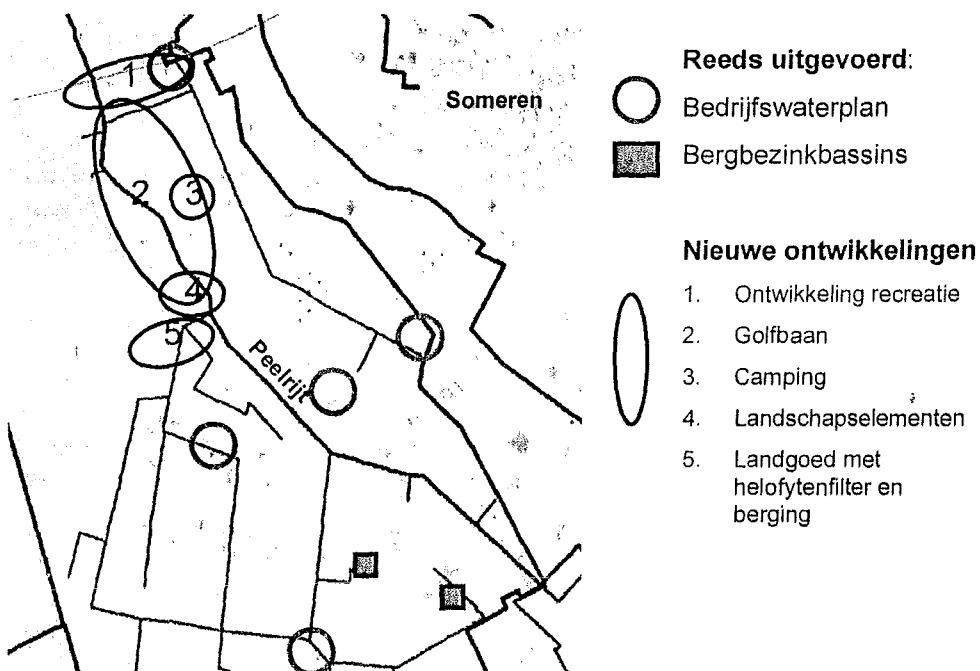 1
Someren
2
3
4
5
Peelrijt
Reeds uitgevoerd:
Bedrijfswaterplan
Bergbezinkbassins
Nieuwe ontwikkelingen
1. Ontwikkeling recreatie
2. Golfbaan
3. Camping
4. Landschapselementen
5. Landgoed met
helofytenfilter en
berging